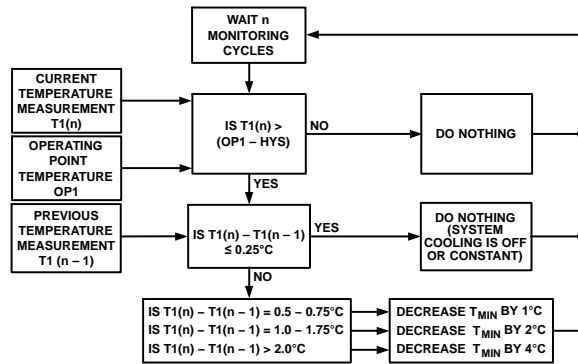 WAIT n
MONITORING
CYCLES
CURRENT
TEMPERATURE
MEASUREMENT
T1(n)
IS T1(n) >
(OP1 – HYS)
NO
DO NOTHING
OPERATING
POINT
TEMPERATURE
OP1
YES
PREVIOUS
TEMPERATURE
MEASUREMENT
T1 (n – 1)
IS T1(n) – T1(n – 1)
≤ 0.25°C
YES
DO NOTHING
(SYSTEM
COOLING IS OFF
OR CONSTANT)
NO
IS T1(n) – T1(n – 1) = 0.5 – 0.75°C
IS T1(n) – T1(n – 1) = 1.0 – 1.75°C
IS T1(n) – T1(n – 1) > 2.0°C
DECREASE TMIN BY 1°C
DECREASE TMIN BY 2°C
DECREASE TMIN BY 4°C